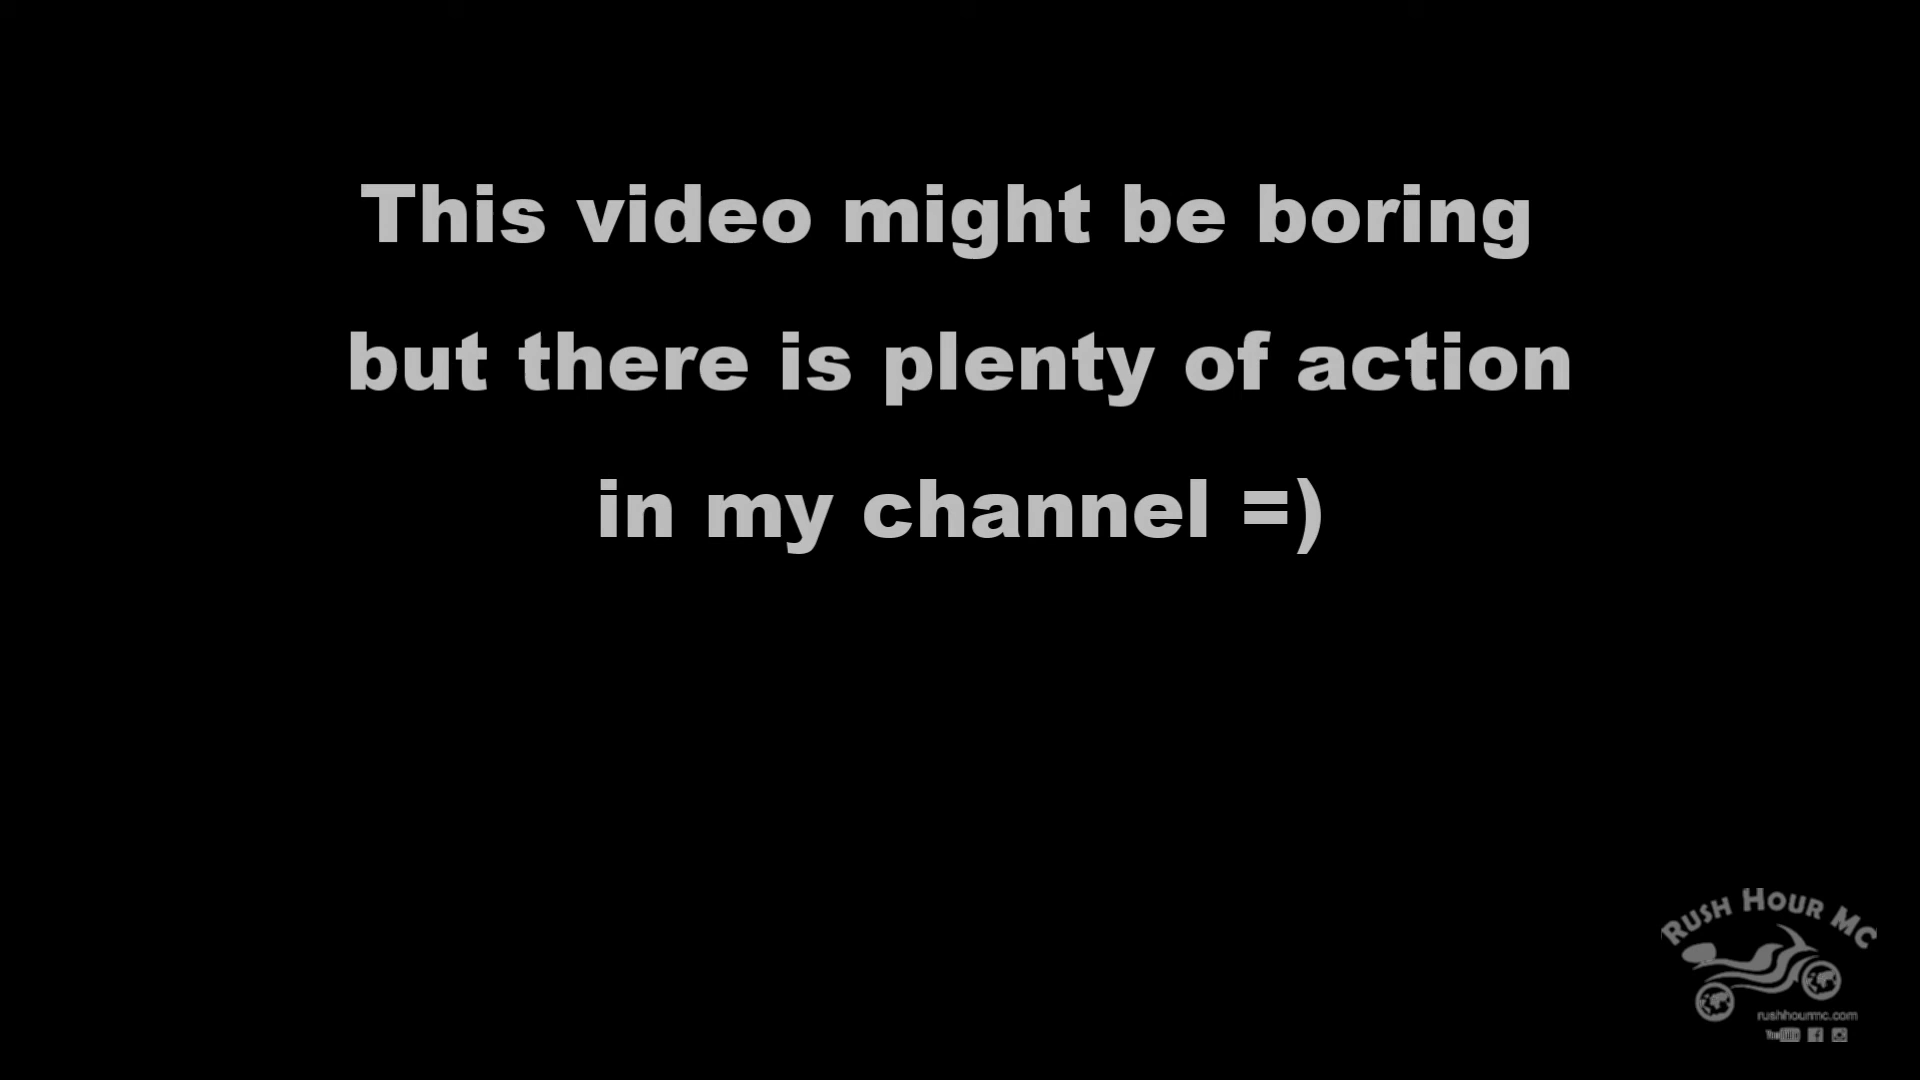 This video might be boring
but there is plenty of action
in my channel =)
RUSH HOUR MC
rushhourmc.com
YouTube